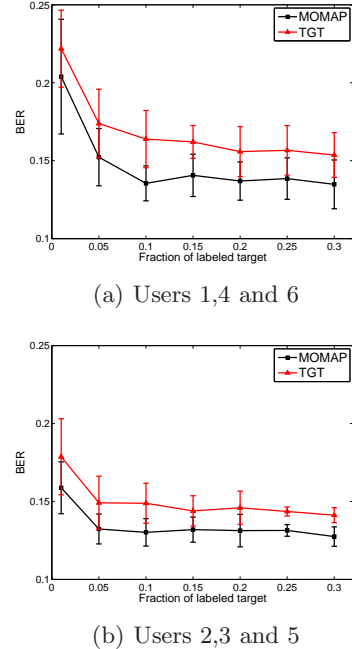 0.25
MOMAP
TGT
0.2
BER
0.15
0.1
0 0.05 0.1 0.15 0.2 0.25 0.3
Fraction of labeled target
(a) Users 1,4 and 6
0.25
MOMAP
TGT
0.2
BER
0.15
0.1
0 0.05 0.1 0.15 0.2 0.25 0.3
Fraction of labeled target
(b) Users 2,3 and 5